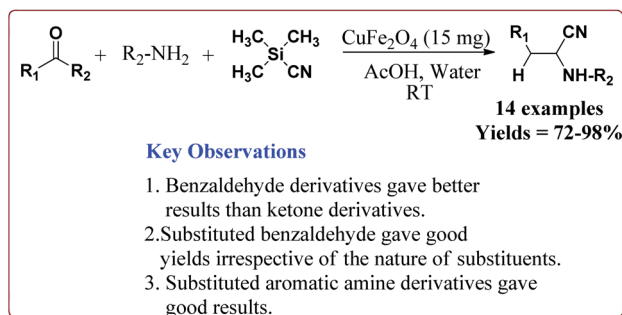 O
R1 R2 + R2-NH2 + H3C CH3
Si
H3C CN
CuFe2O4 (15 mg)
AcOH, Water
RT
R1 CN
H NH-R2
14 examples
Yields = 72-98%
Key Observations
1. Benzaldehyde derivatives gave better
results than ketone derivatives.
2.Substituted benzaldehyde gave good
yields irrespective of the nature of substituents.
3. Substituted aromatic amine derivatives gave
good results.